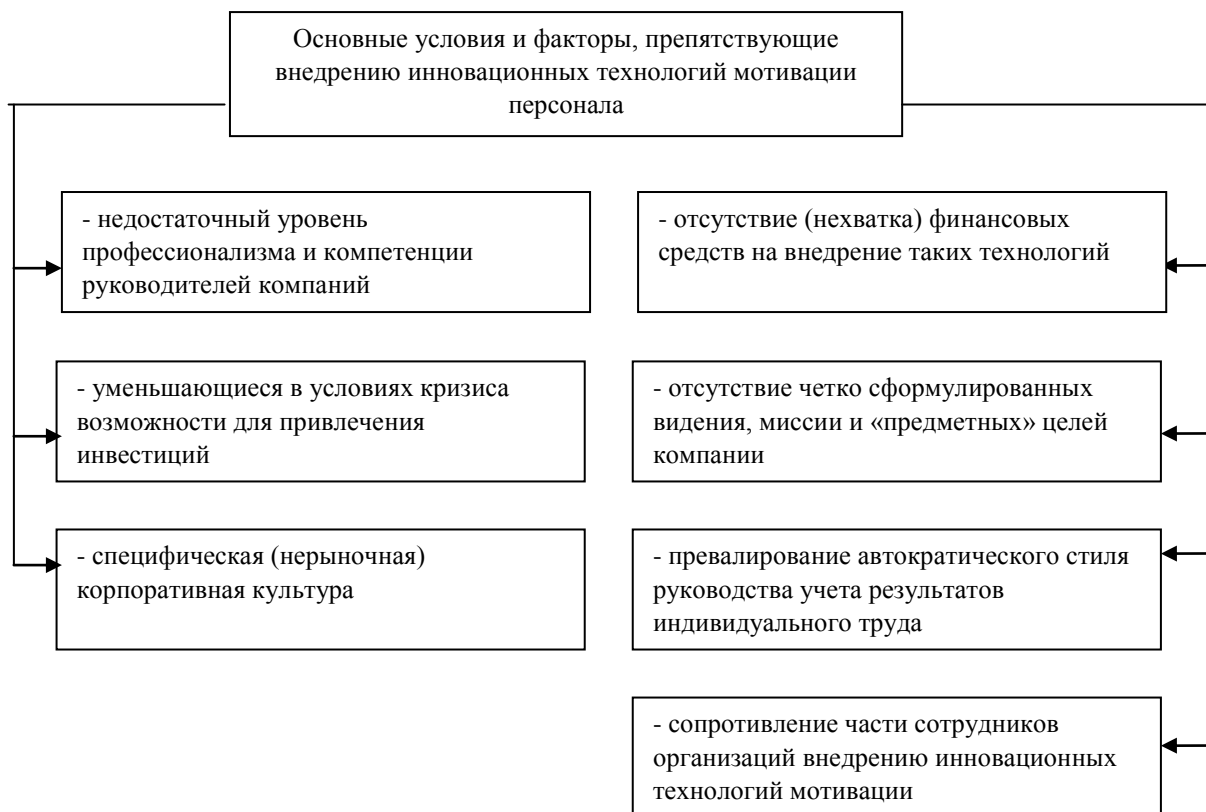 Основные условия и факторы, препятствующие
внедрению инновационных технологий мотивации
персонала
- недостаточный уровень
профессионализма и компетенции
руководителей компаний
- отсутствие (нехватка) финансовых
средств на внедрение таких технологий
- уменьшающиеся в условиях кризиса
возможности для привлечения
инвестиций
- отсутствие четко сформулированных
видения, миссии и «предметных» целей
компании
- специфическая (нерыночная)
корпоративная культура
- превалирование автократического стиля
руководства учета результатов
индивидуального труда
- сопротивление части сотрудников
организаций внедрению инновационных
технологий мотивации